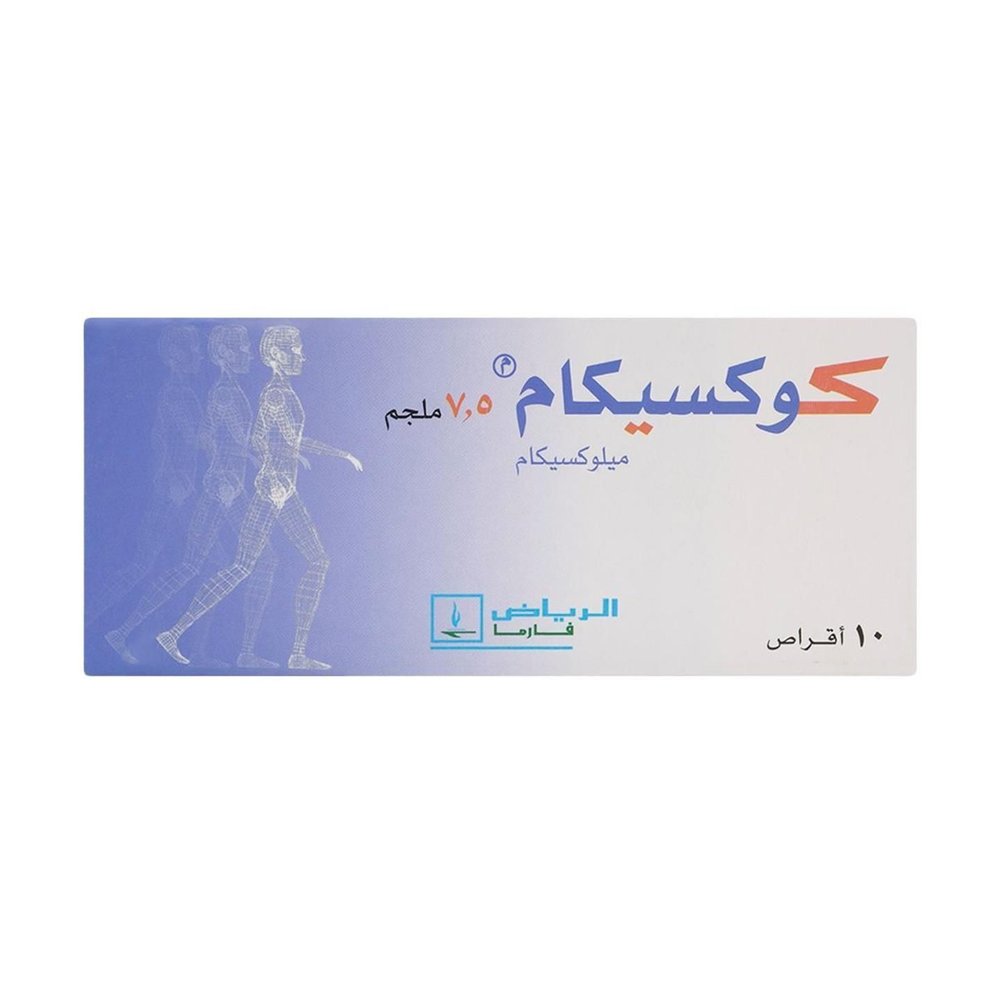 كوكسيكام م ٧,٥ ملجم
ميلوكسيكام
الرياض
فارما
١٠ أقراص